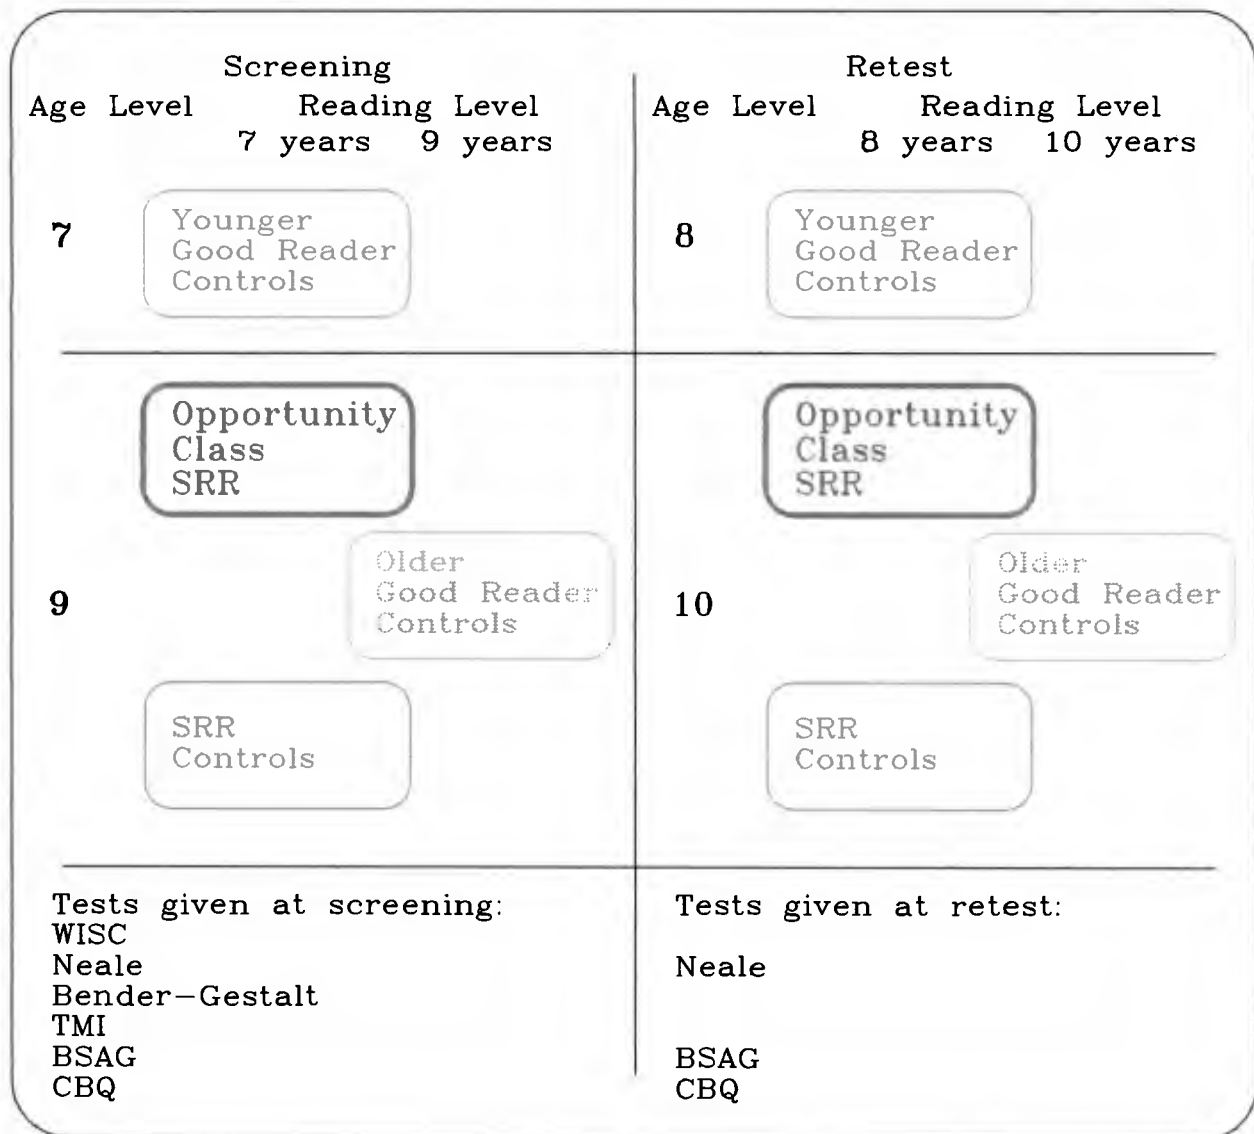 Screening
Age Level Reading Level
7 years 9 years
7
Younger
Good Reader
Controls
Opportunity
Class
SRR
9
Older
Good Reader
Controls
SRR
Controls
Tests given at screening:
WISC
Neale
Bender-Gestalt
TMI
BSAG
CBQ
Retest
Age Level Reading Level
8 years 10 years
8
Younger
Good Reader
Controls
Opportunity
Class
SRR
10
Older
Good Reader
Controls
SRR
Controls
Tests given at retest:
Neale
BSAG
CBQ